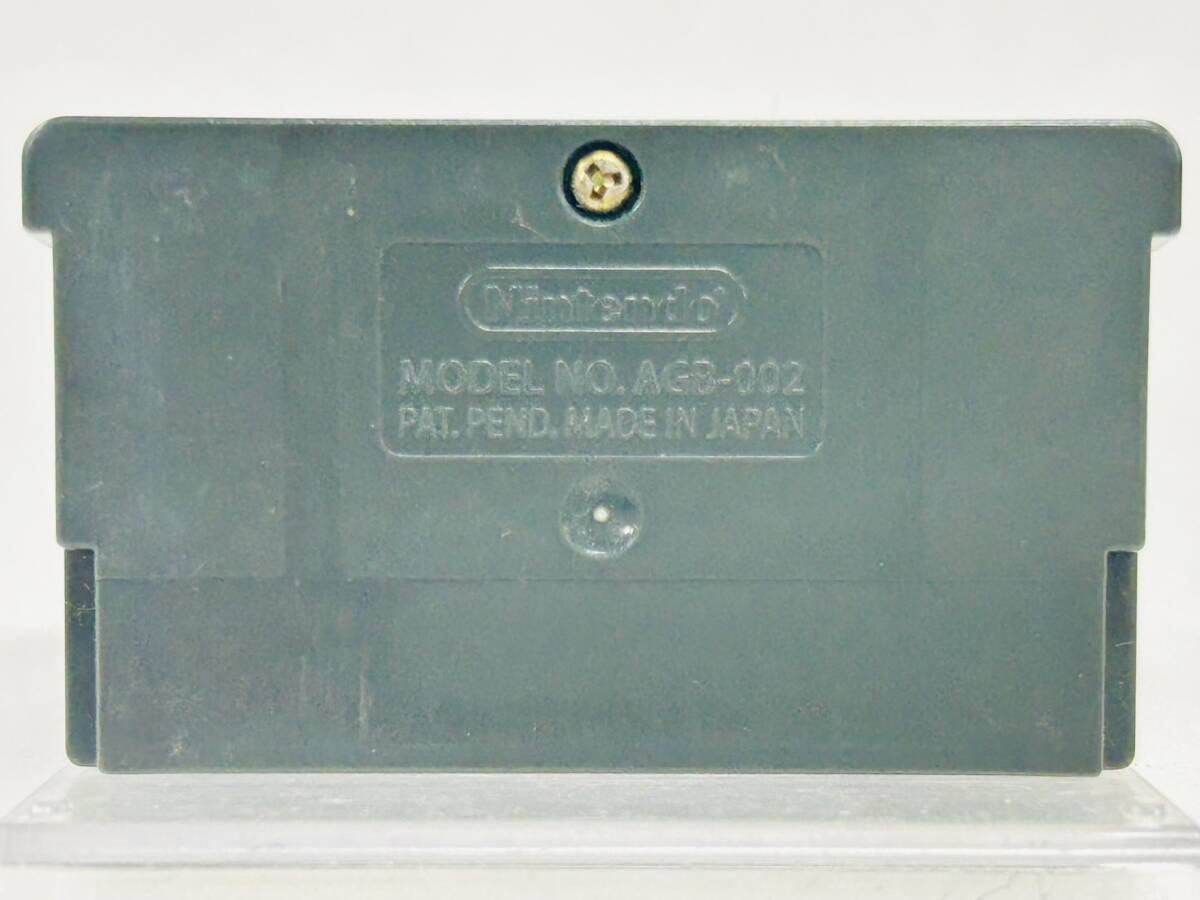 Nintendo
MODEL NO. AGB-002
PAT. PEND. MADE IN JAPAN